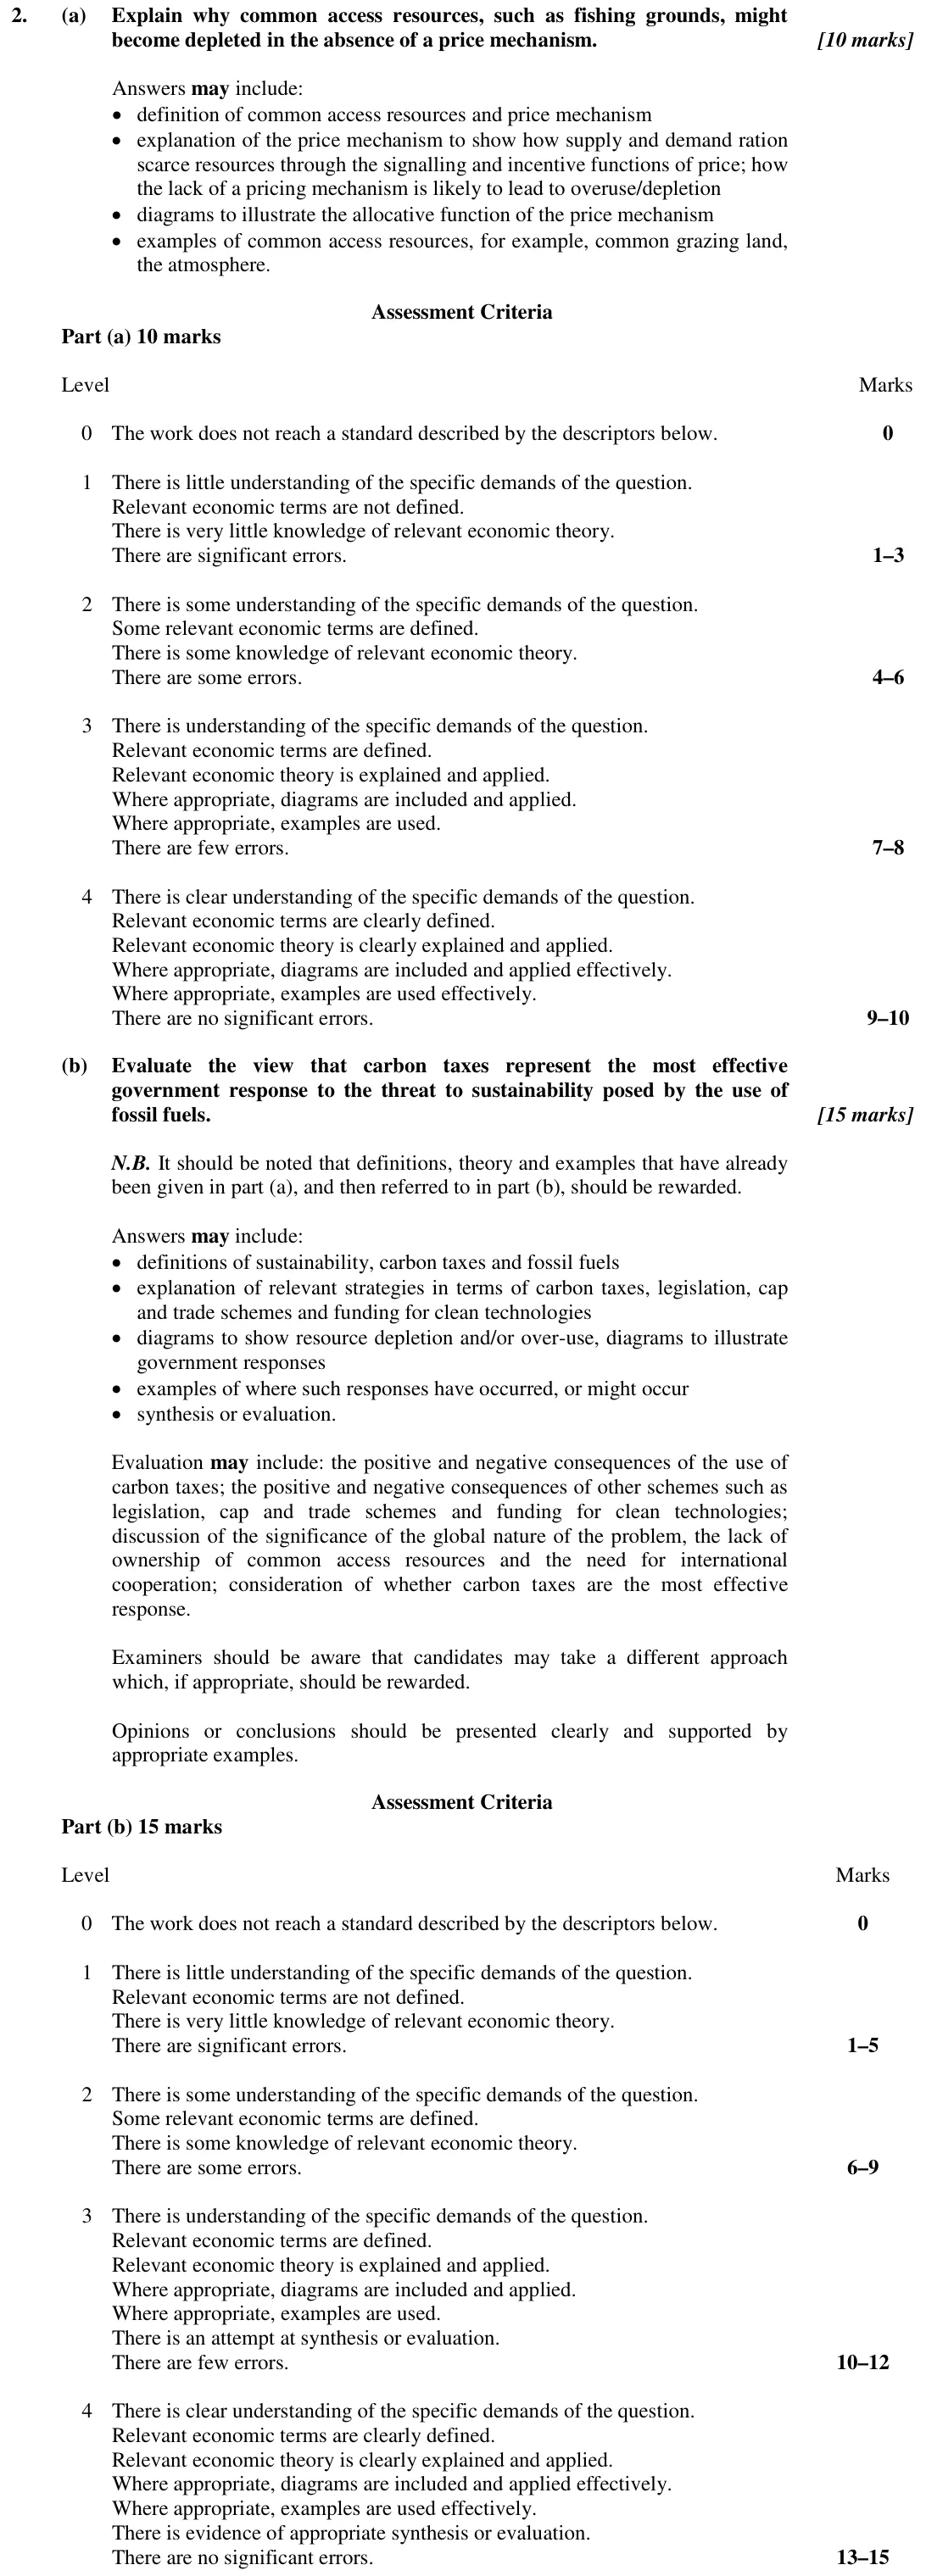 2. (a) Explain why common access resources, such as fishing grounds, might
become depleted in the absence of a price mechanism. [10 marks]
Answers may include:
• definition of common access resources and price mechanism
• explanation of the price mechanism to show how supply and demand ration
scarce resources through the signalling and incentive functions of price; how
the lack of a pricing mechanism is likely to lead to overuse/depletion
• diagrams to illustrate the allocative function of the price mechanism
• examples of common access resources, for example, common grazing land,
the atmosphere.
Assessment Criteria
Part (a) 10 marks
Level Marks
0 The work does not reach a standard described by the descriptors below. 0
1 There is little understanding of the specific demands of the question.
Relevant economic terms are not defined.
There is very little knowledge of relevant economic theory.
There are significant errors. 1–3
2 There is some understanding of the specific demands of the question.
Some relevant economic terms are defined.
There is some knowledge of relevant economic theory.
There are some errors. 4–6
3 There is understanding of the specific demands of the question.
Relevant economic terms are defined.
Relevant economic theory is explained and applied.
Where appropriate, diagrams are included and applied.
Where appropriate, examples are used.
There are few errors. 7–8
4 There is clear understanding of the specific demands of the question.
Relevant economic terms are clearly defined.
Relevant economic theory is clearly explained and applied.
Where appropriate, diagrams are included and applied effectively.
Where appropriate, examples are used effectively.
There are no significant errors. 9–10
(b) Evaluate the view that carbon taxes represent the most effective
government response to the threat to sustainability posed by the use of
fossil fuels. [15 marks]
N.B. It should be noted that definitions, theory and examples that have already
been given in part (a), and then referred to in part (b), should be rewarded.
Answers may include:
• definitions of sustainability, carbon taxes and fossil fuels
• explanation of relevant strategies in terms of carbon taxes, legislation, cap
and trade schemes and funding for clean technologies
• diagrams to show resource depletion and/or over-use, diagrams to illustrate
government responses
• examples of where such responses have occurred, or might occur
• synthesis or evaluation.
Evaluation may include: the positive and negative consequences of the use of
carbon taxes; the positive and negative consequences of other schemes such as
legislation, cap and trade schemes and funding for clean technologies;
discussion of the significance of the global nature of the problem, the lack of
ownership of common access resources and the need for international
cooperation; consideration of whether carbon taxes are the most effective
response.
Examiners should be aware that candidates may take a different approach
which, if appropriate, should be rewarded.
Opinions or conclusions should be presented clearly and supported by
appropriate examples.
Assessment Criteria
Part (b) 15 marks
Level Marks
0 The work does not reach a standard described by the descriptors below. 0
1 There is little understanding of the specific demands of the question.
Relevant economic terms are not defined.
There is very little knowledge of relevant economic theory.
There are significant errors. 1–5
2 There is some understanding of the specific demands of the question.
Some relevant economic terms are defined.
There is some knowledge of relevant economic theory.
There are some errors. 6–9
3 There is understanding of the specific demands of the question.
Relevant economic terms are defined.
Relevant economic theory is explained and applied.
Where appropriate, diagrams are included and applied.
Where appropriate, examples are used.
There is an attempt at synthesis or evaluation.
There are few errors. 10–12
4 There is clear understanding of the specific demands of the question.
Relevant economic terms are clearly defined.
Relevant economic theory is clearly explained and applied.
Where appropriate, diagrams are included and applied effectively.
Where appropriate, examples are used effectively.
There is evidence of appropriate synthesis or evaluation.
There are no significant errors. 13–15